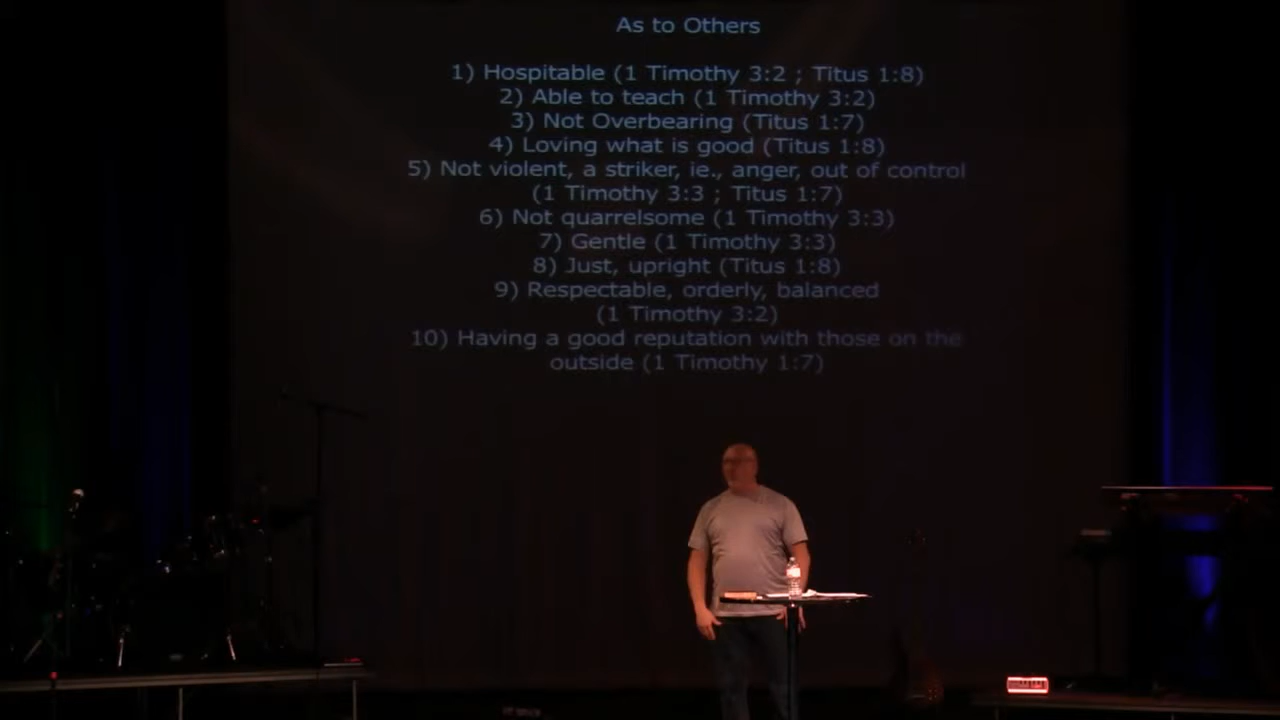 As to Others
1) Hospitable (1 Timothy 3:2 ; Titus 1:8)
2) Able to teach (1 Timothy 3:2)
3) Not Overbearing (Titus 1:7)
4) Loving what is good (Titus 1:8)
5) Not violent, a striker, ie., anger, out of control
(1 Timothy 3:3 ; Titus 1:7)
6) Not quarrelsome (1 Timothy 3:3)
7) Gentle (1 Timothy 3:3)
8) Just, upright (Titus 1:8)
9) Respectable, orderly, balanced
(1 Timothy 3:2)
10) Having a good reputation with those on the
outside (1 Timothy 1:7)